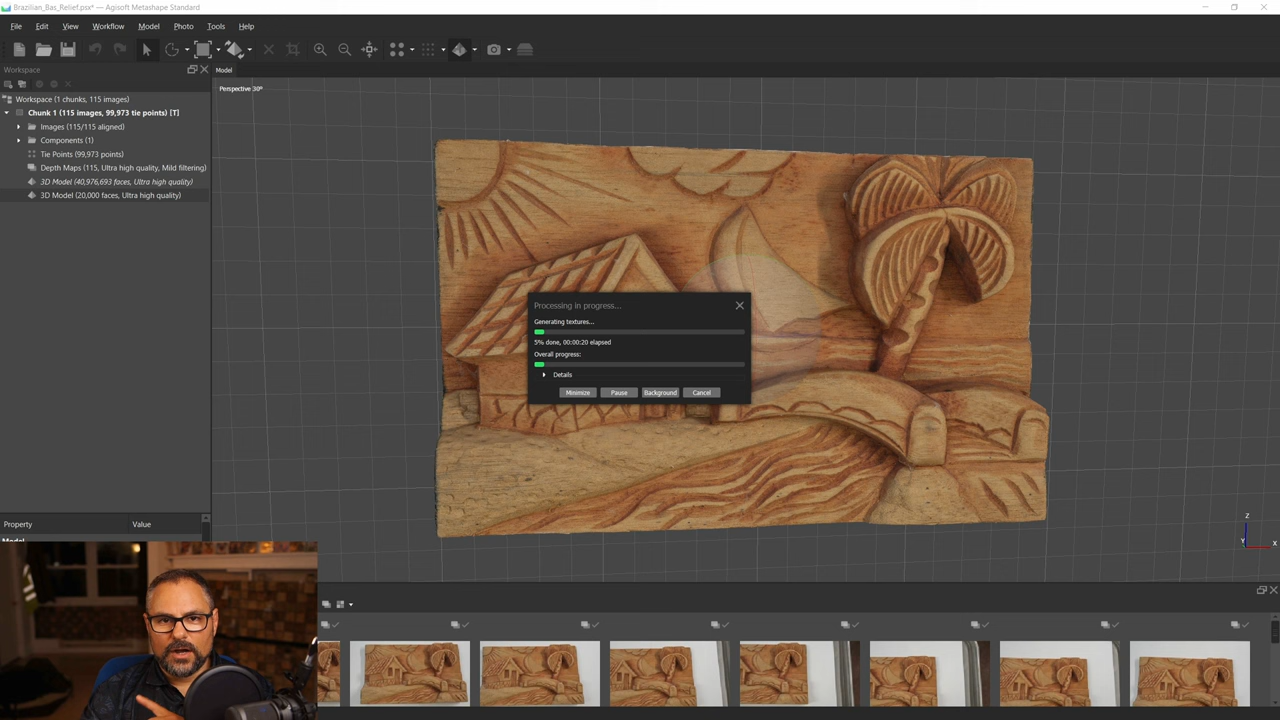 Brazilian_Bas_Relief.psx* — Agisoft Metashape Standard
File Edit View Workflow Model Photo Tools Help
Workspace
Model
Perspective 30°
Workspace (1 chunks, 115 images)
Chunk 1 (115 images, 99,973 tie points) [T]
Images (115/115 aligned)
Components (1)
Tie Points (99,973 points)
Depth Maps (115, Ultra high quality, Mild filtering)
3D Model (40,976,693 faces, Ultra high quality)
3D Model (20,000 faces, Ultra high quality)
Processing in progress...
Generating textures...
5% done, 00:00:20 elapsed
Overall progress:
Details
Minimize Pause Background Cancel
Property Value
Model
Z
Y
X